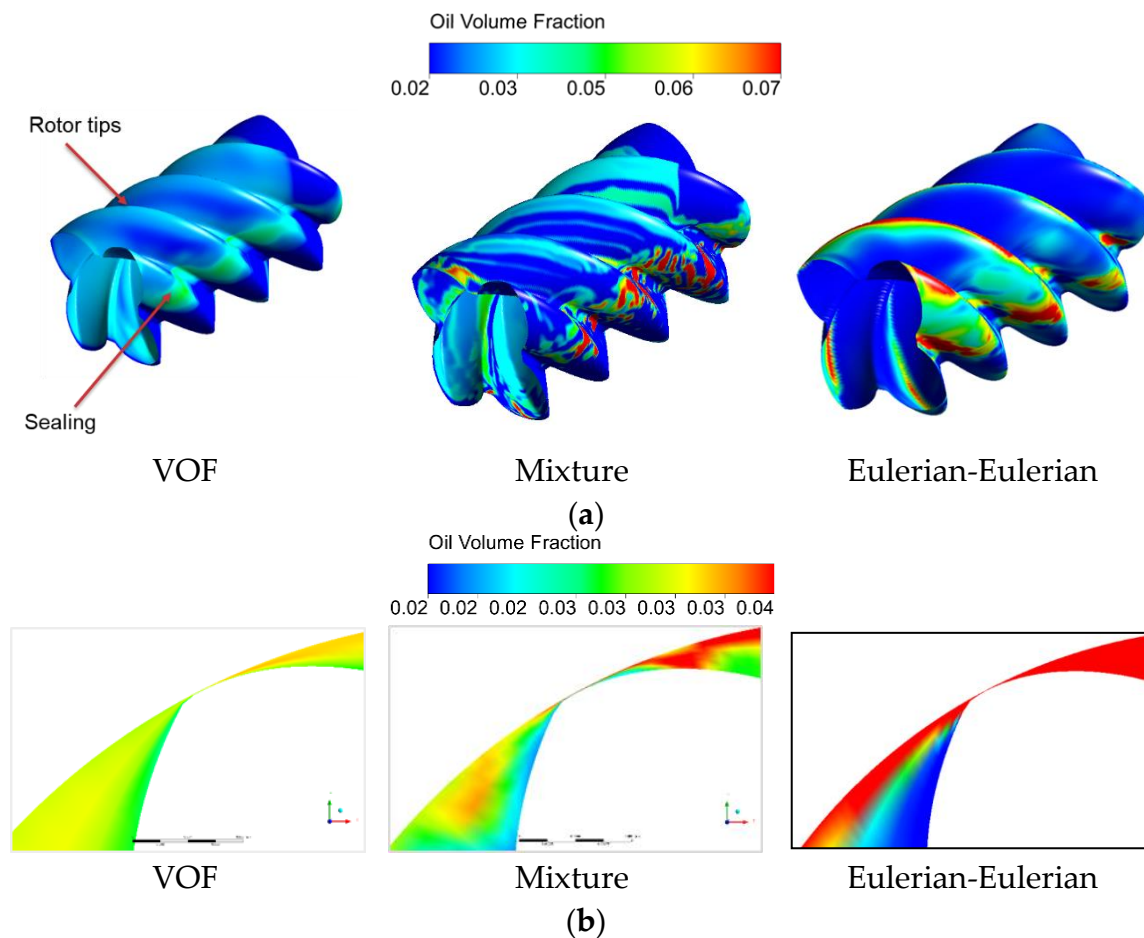 Oil Volume Fraction
0.02 0.03 0.05 0.06 0.07
Rotor tips
Sealing
VOF Mixture Eulerian-Eulerian
(a)
Oil Volume Fraction
0.02 0.02 0.02 0.03 0.03 0.03 0.04
VOF Mixture Eulerian-Eulerian
(b)